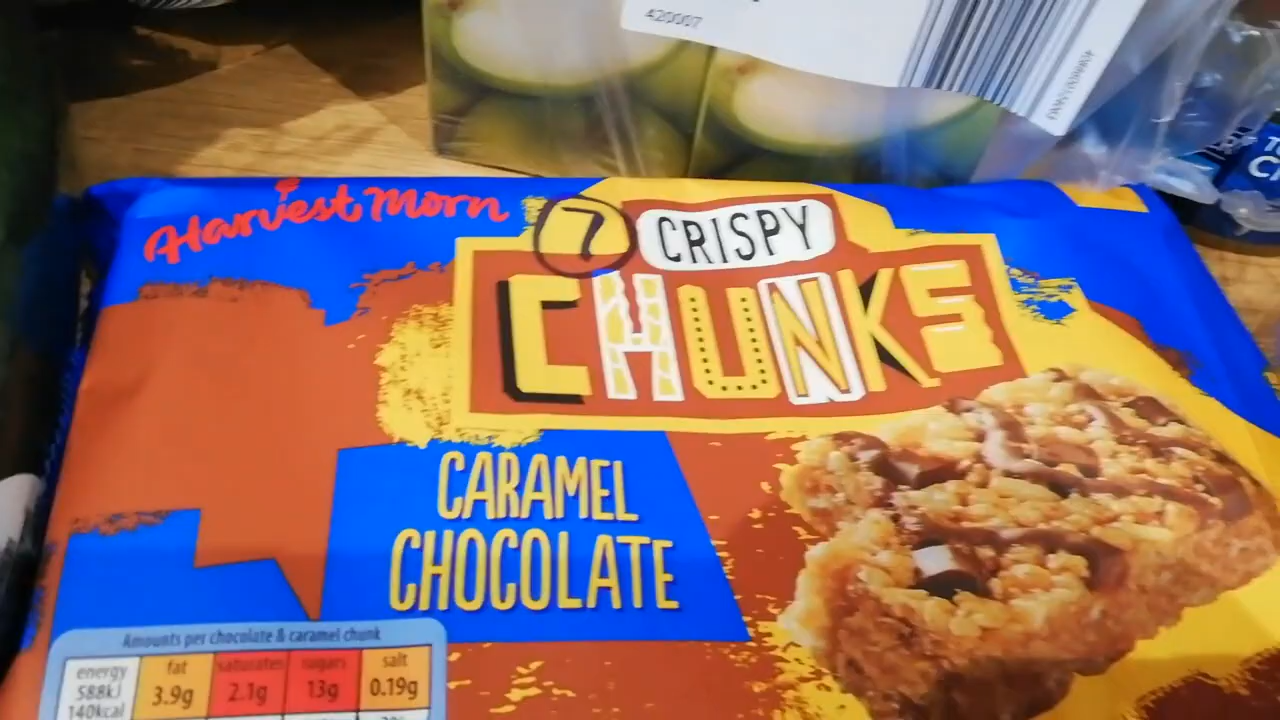 420007
Harvest Morn
7
CRISPY
CHUNKS
CARAMEL
CHOCOLATE
Amounts per chocolate & caramel chunk
energy 588kJ 140kcal
fat 3.9g
saturates 2.1g
sugars 13g
salt 0.19g